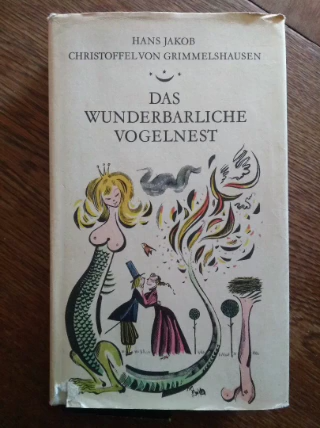 HANS JAKOB
CHRISTOFFEL VON GRIMMELSHAUSEN
DAS
WUNDERBARLICHE
VOGELNEST